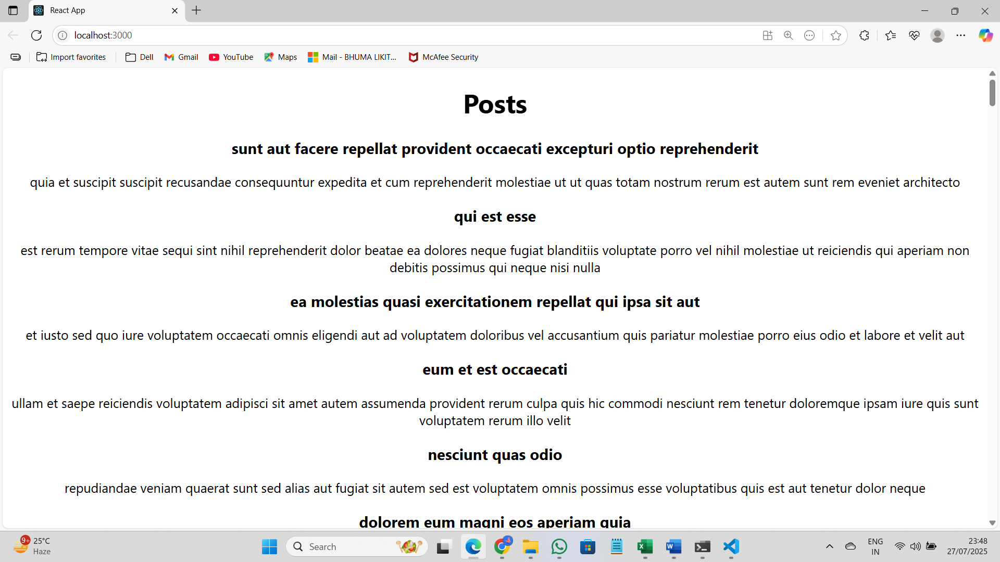 React App
localhost:3000
Import favorites
Dell
Gmail
YouTube
Maps
Mail - BHUMA LIKIT...
McAfee Security
Posts
sunt aut facere repellat provident occaecati excepturi optio reprehenderit
quia et suscipit suscipit recusandae consequuntur expedita et cum reprehenderit molestiae ut ut quas totam nostrum rerum est autem sunt rem eveniet architecto
qui est esse
est rerum tempore vitae sequi sint nihil reprehenderit dolor beatae ea dolores neque fugiat blanditiis voluptate porro vel nihil molestiae ut reiciendis qui aperiam non
debitis possimus qui neque nisi nulla
ea molestias quasi exercitationem repellat qui ipsa sit aut
et iusto sed quo iure voluptatem occaecati omnis eligendi aut ad voluptatem doloribus vel accusantium quis pariatur molestiae porro eius odio et labore et velit aut
eum et est occaecati
ullam et saepe reiciendis voluptatem adipisci sit amet autem assumenda provident rerum culpa quis hic commodi nesciunt rem tenetur doloremque ipsam iure quis sunt
voluptatem rerum illo velit
nesciunt quas odio
repudiandae veniam quaerat sunt sed alias aut fugiat sit autem sed est voluptatem omnis possimus esse voluptatibus quis est aut tenetur dolor neque
dolorem eum magni eos aperiam quia
9+
25°C
Haze
Search
ENG
IN
23:48
27/07/2025